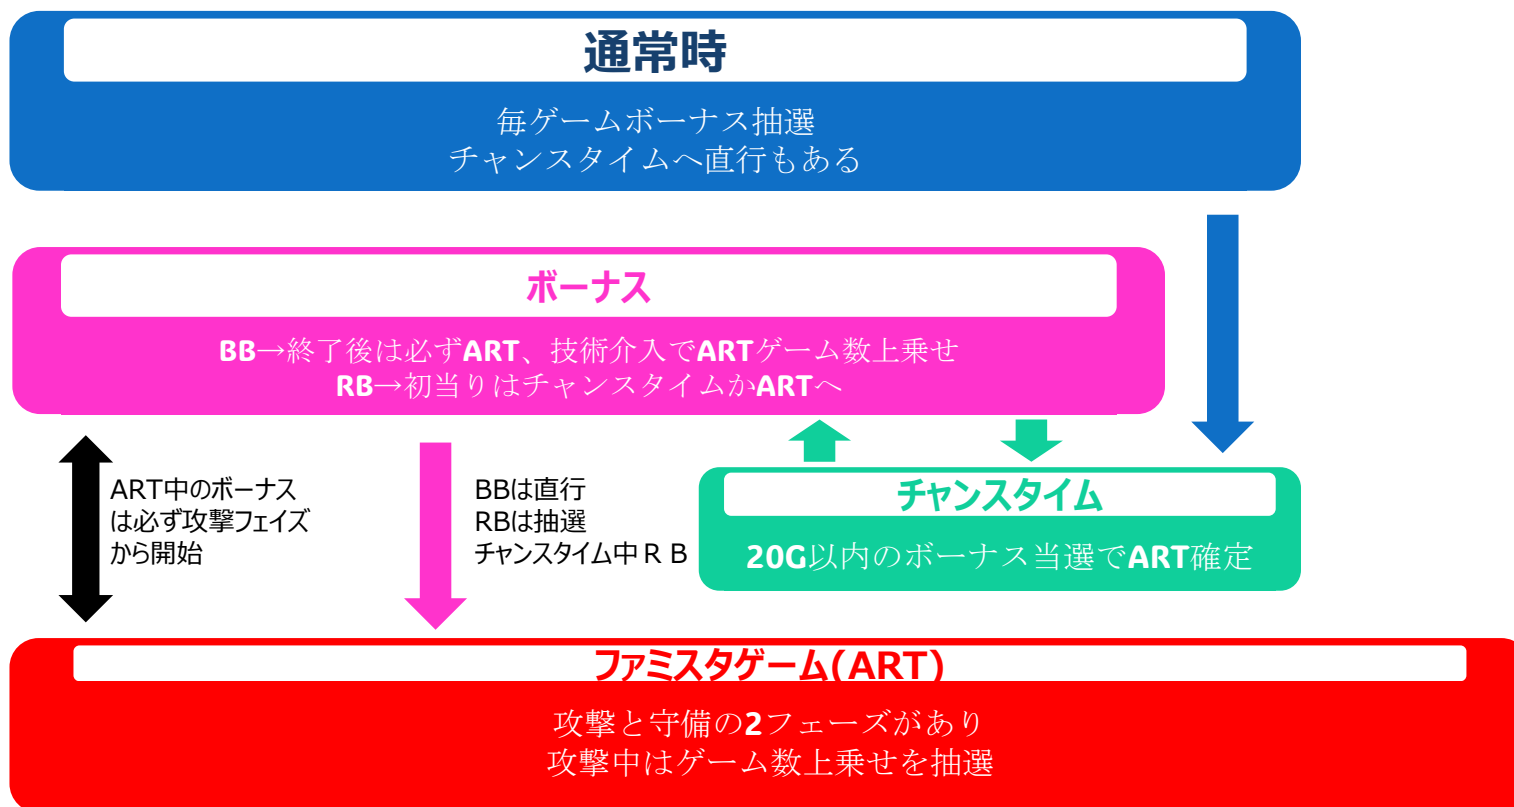 通常時
毎ゲームボーナス抽選
チャンスタイムへ直行もある
ボーナス
BB→終了後は必ずART、技術介入でARTゲーム数上乗せ
RB→初当りはチャンスタイムかARTへ
ART中のボーナス
は必ず攻撃フェイズ
から開始
BBは直行
RBは抽選
チャンスタイム中ＲＢ
チャンスタイム
20G以内のボーナス当選でART確定
ファミスタゲーム(ART)
攻撃と守備の2フェーズがあり
攻撃中はゲーム数上乗せを抽選